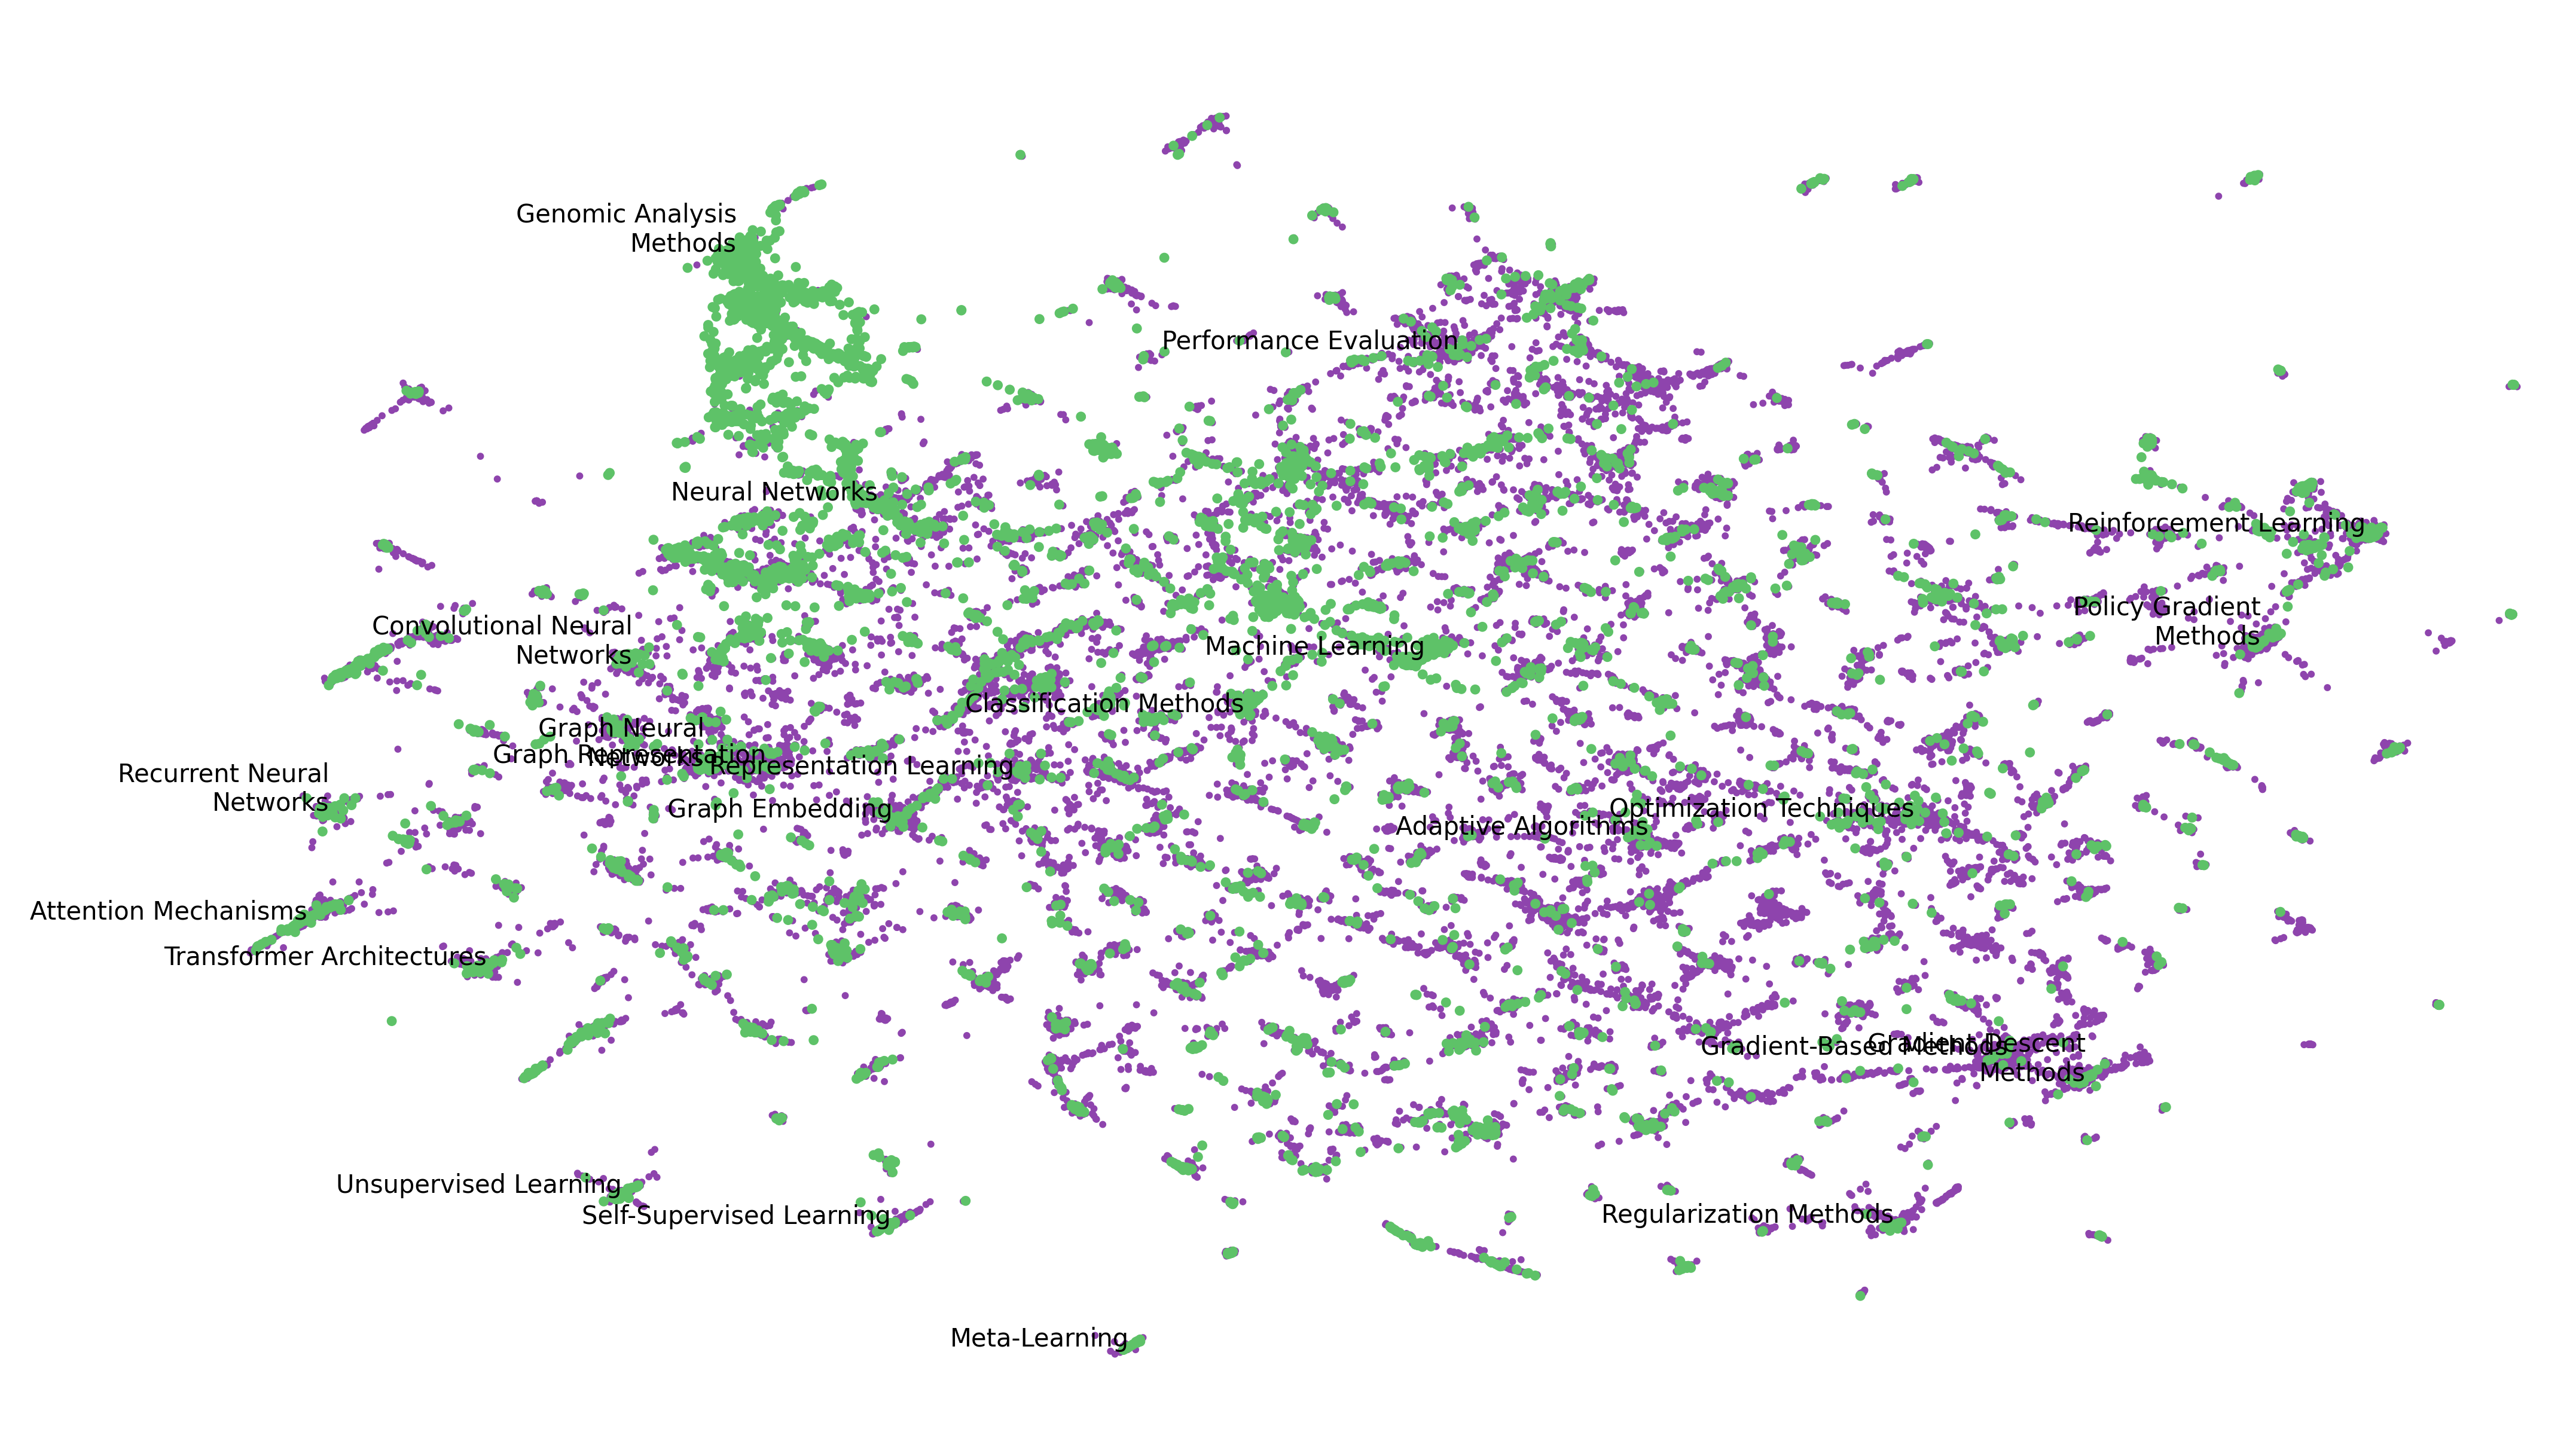 Genomic Analysis
Methods
Performance Evaluation
Neural Networks
Reinforcement Learning
Policy Gradient
Methods
Convolutional Neural
Networks
Machine Learning
Classification Methods
Graph Neural
Networks
Graph Representation
Representation Learning
Recurrent Neural
Networks
Graph Embedding
Optimization Techniques
Adaptive Algorithms
Attention Mechanisms
Transformer Architectures
Gradient-Based Methods
Gradient Descent
Methods
Unsupervised Learning
Self-Supervised Learning
Regularization Methods
Meta-Learning